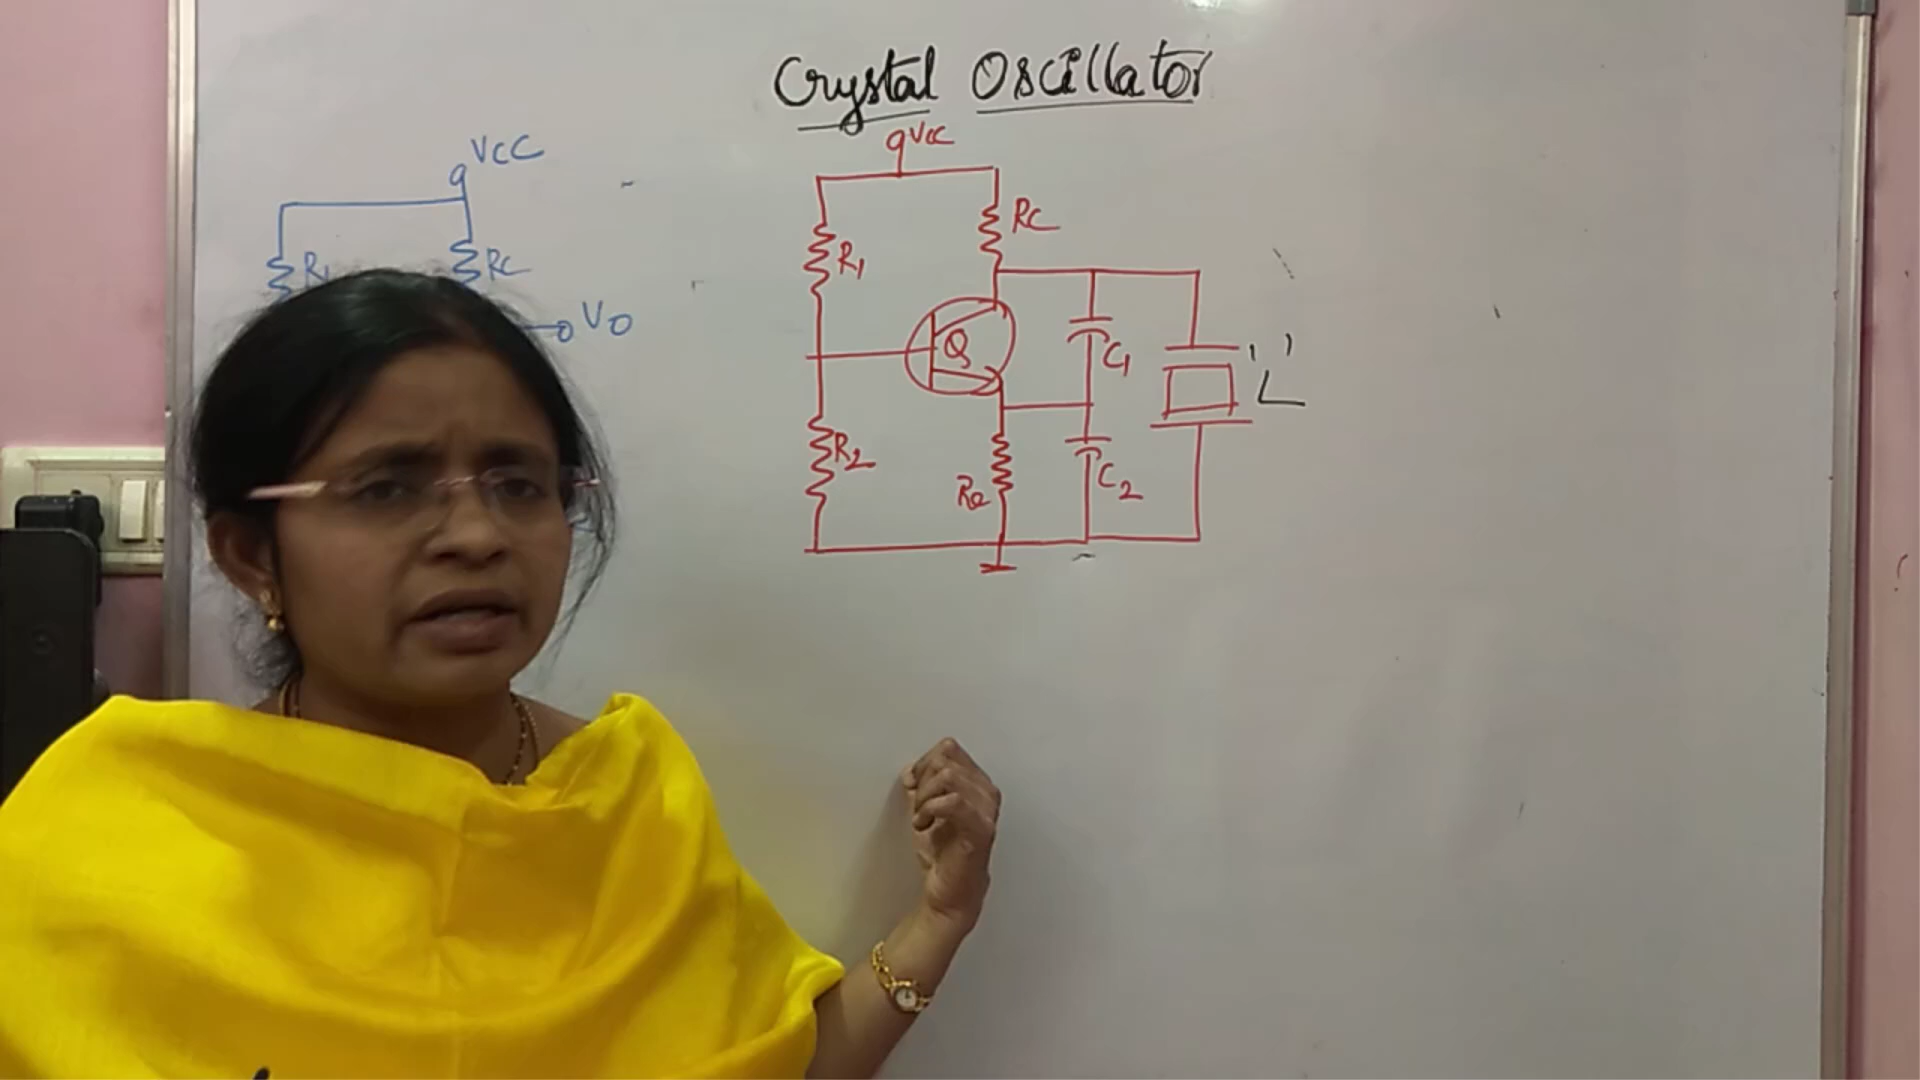 Crystal Oscillator
VCC
R1
RC
VO
VCC
RC
R1
Q
C1
'L'
R2
Re
C2